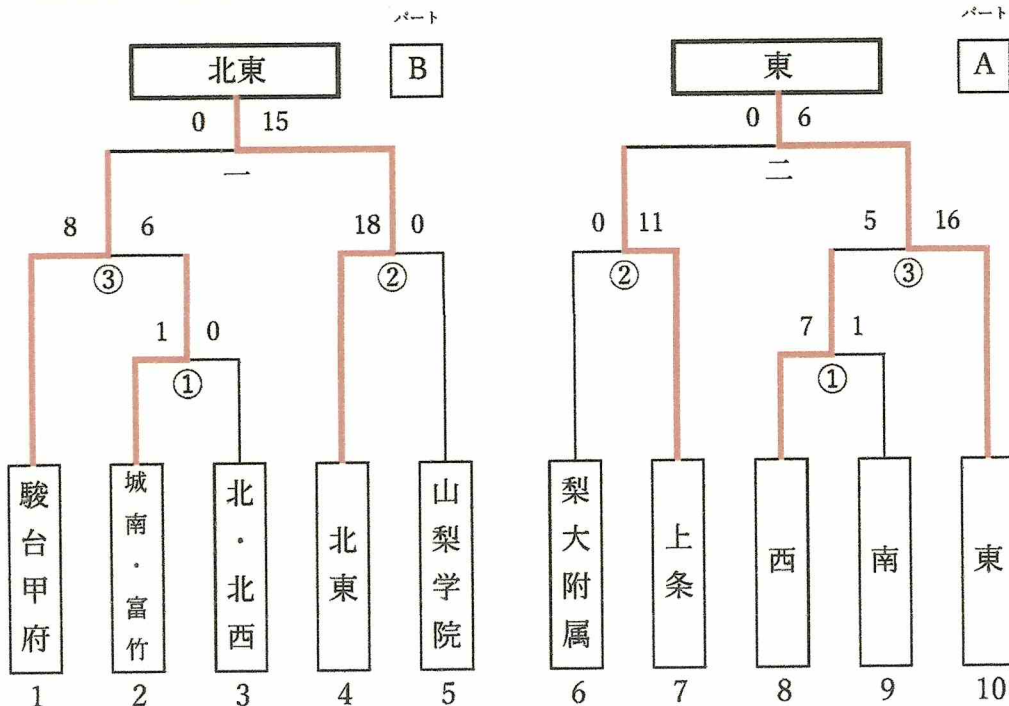 パート
B
北東
0 15
一
8 6
③
18 0
②
1 0
①
駿台甲府
城南・富竹
北・北西
北東
山梨学院
1 2 3 4 5
パート
A
東
0 6
二
0 11
②
5 16
③
7 1
①
梨大附属
上条
西
南
東
6 7 8 9 10